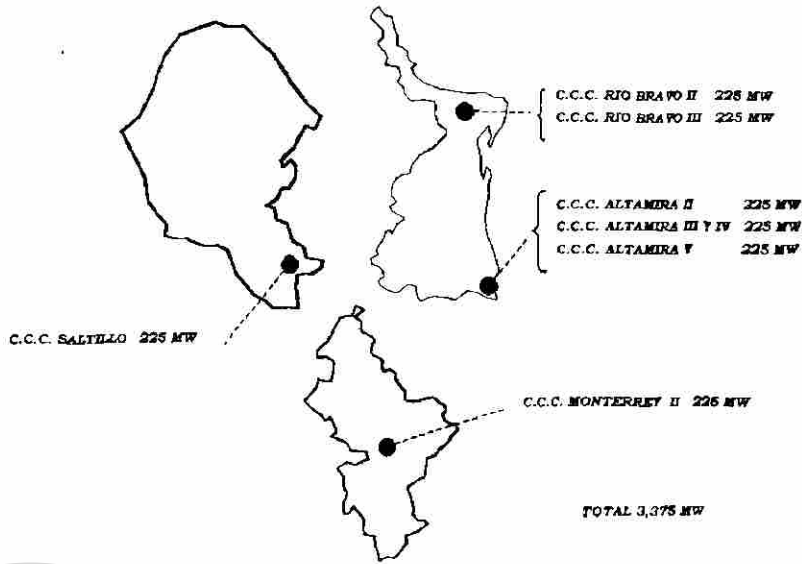 C.C.C. RIO BRAVO II 225 MW
C.C.C. RIO BRAVO III 225 MW
C.C.C. ALTAMIRA II 225 MW
C.C.C. ALTAMIRA III Y IV 225 MW
C.C.C. ALTAMIRA V 225 MW
C.C.C. SALTILLO 225 MW
C.C.C. MONTERREY II 225 MW
TOTAL 3,375 MW